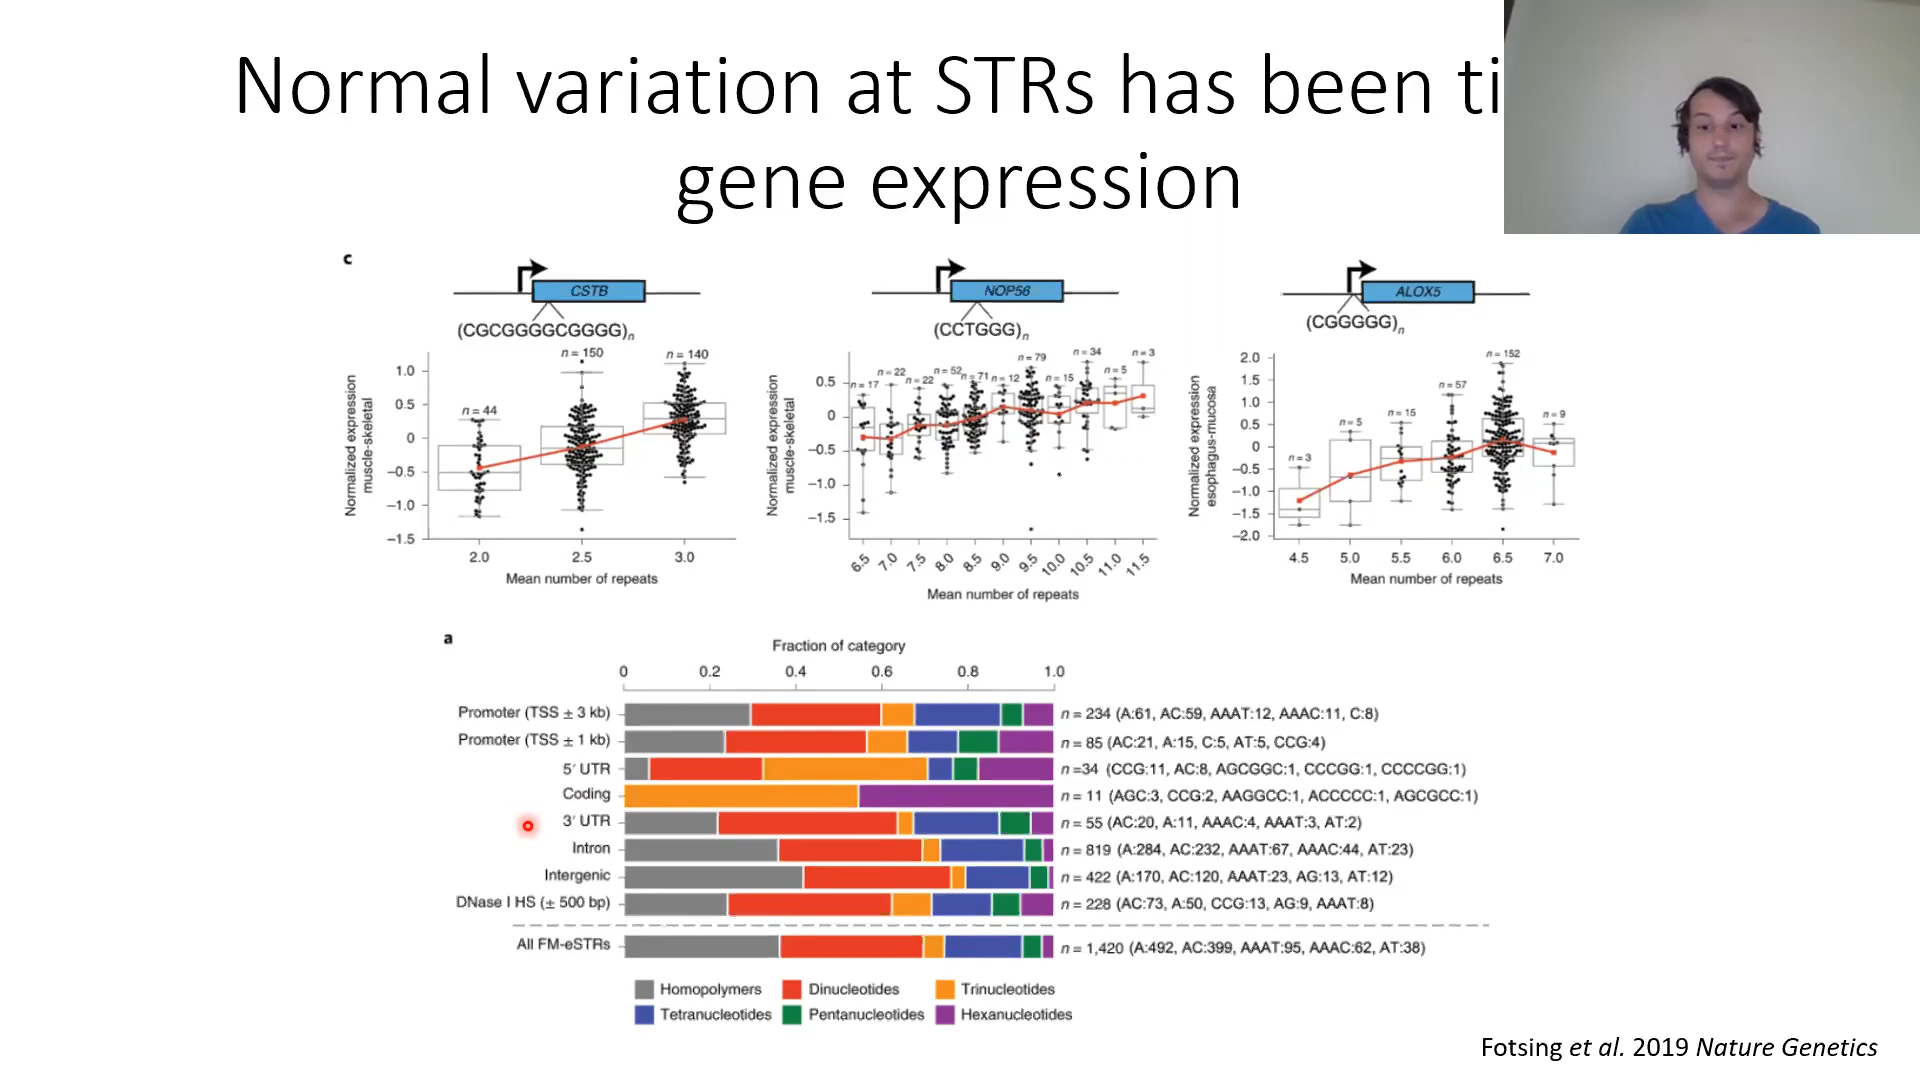 Normal variation at STRs has been ti
gene expression
c
CSTB
(CGCGGGGCGGGG)n
n = 44
n = 150
n = 140
Normalized expression
muscle-skeletal
1.0
0.5
0
−0.5
−1.0
−1.5
2.0 2.5 3.0
Mean number of repeats
NOP56
(CCTGGG)n
n = 17
n = 22
n = 22
n = 52
n = 71
n = 12
n = 79
n = 15
n = 34
n = 5
n = 3
Normalized expression
muscle-skeletal
0.5
0
−0.5
−1.0
−1.5
6.5 7.0 7.5 8.0 8.5 9.0 9.5 10.0 10.5 11.0 11.5
Mean number of repeats
ALOX5
(CGGGGG)n
n = 3
n = 5
n = 15
n = 57
n = 152
n = 9
Normalized expression
esophagus-mucosa
2.0
1.5
1.0
0.5
0
−0.5
−1.0
−1.5
−2.0
4.5 5.0 5.5 6.0 6.5 7.0
Mean number of repeats
a
Fraction of category
0 0.2 0.4 0.6 0.8 1.0
Promoter (TSS ± 3 kb) n = 234 (A:61, AC:59, AAAT:12, AAAC:11, C:8)
Promoter (TSS ± 1 kb) n = 85 (AC:21, A:15, C:5, AT:5, CCG:4)
5′ UTR n =34 (CCG:11, AC:8, AGCGGC:1, CCCGG:1, CCCCGG:1)
Coding n = 11 (AGC:3, CCG:2, AAGGCC:1, ACCCCC:1, AGCGCC:1)
3′ UTR n = 55 (AC:20, A:11, AAAC:4, AAAT:3, AT:2)
Intron n = 819 (A:284, AC:232, AAAT:67, AAAC:44, AT:23)
Intergenic n = 422 (A:170, AC:120, AAAT:23, AG:13, AT:12)
DNase I HS (± 500 bp) n = 228 (AC:73, A:50, CCG:13, AG:9, AAAT:8)
All FM-eSTRs n = 1,420 (A:492, AC:399, AAAT:95, AAAC:62, AT:38)
Homopolymers Dinucleotides Trinucleotides
Tetranucleotides Pentanucleotides Hexanucleotides
Fotsing et al. 2019 Nature Genetics